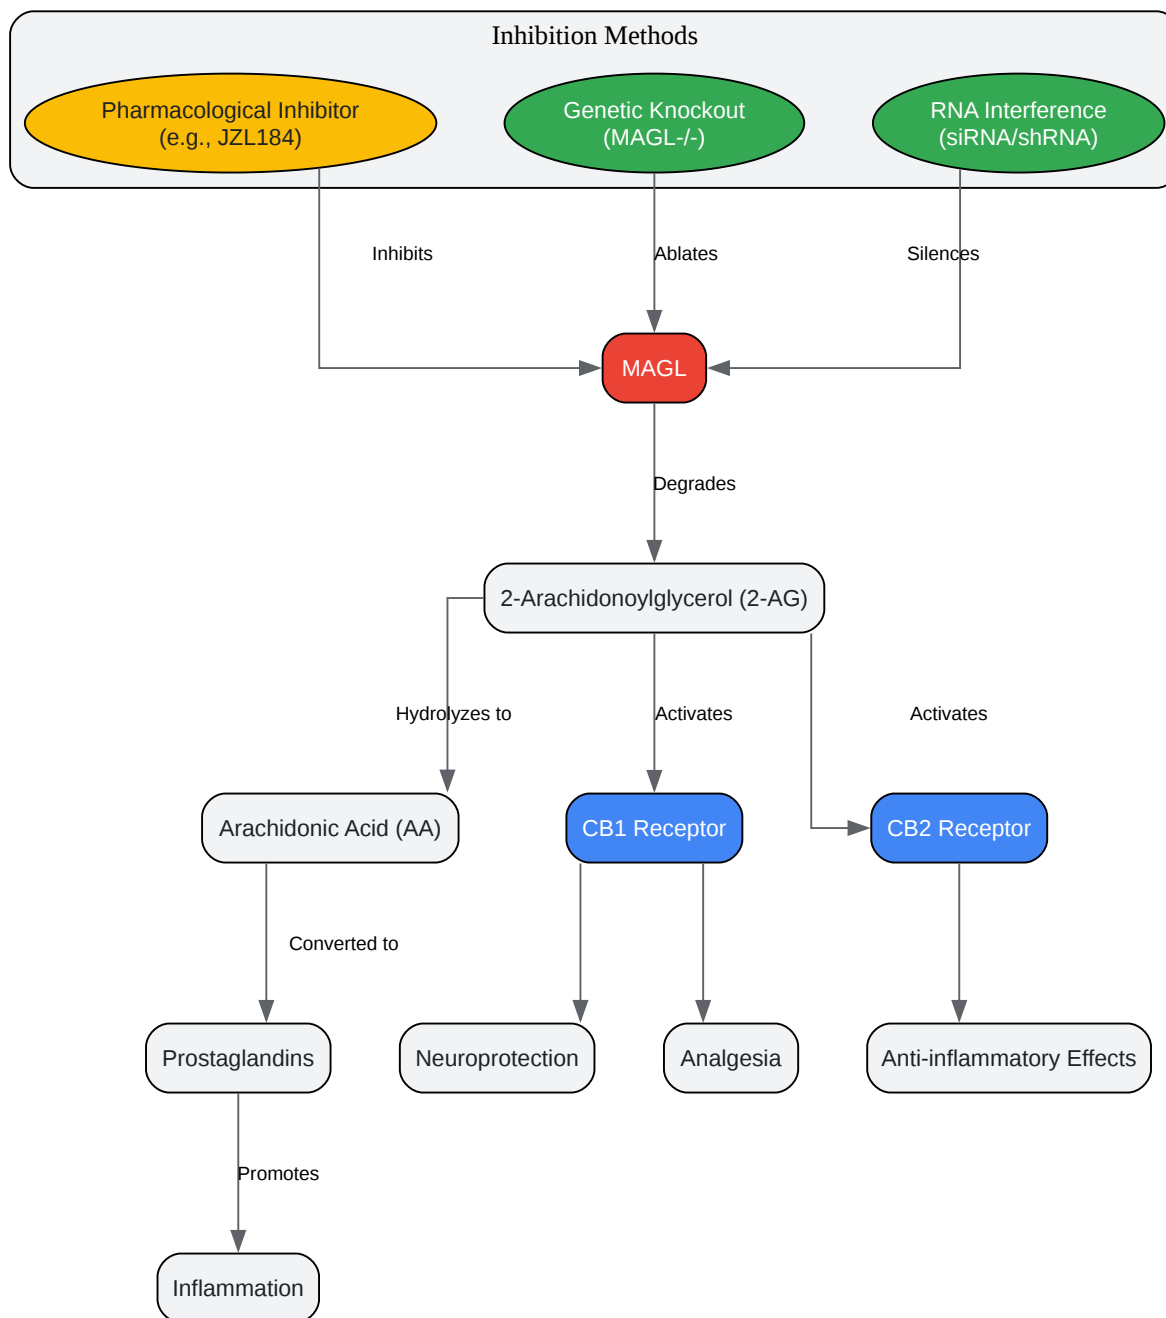 Inhibition Methods
Pharmacological Inhibitor
(e.g., JZL184)
Genetic Knockout
(MAGL-/-)
RNA Interference
(siRNA/shRNA)
Inhibits
Ablates
Silences
MAGL
Degrades
2-Arachidonoylglycerol (2-AG)
Hydrolyzes to
Activates
Activates
Arachidonic Acid (AA)
CB1 Receptor
CB2 Receptor
Converted to
Prostaglandins
Neuroprotection
Analgesia
Anti-inflammatory Effects
Promotes
Inflammation